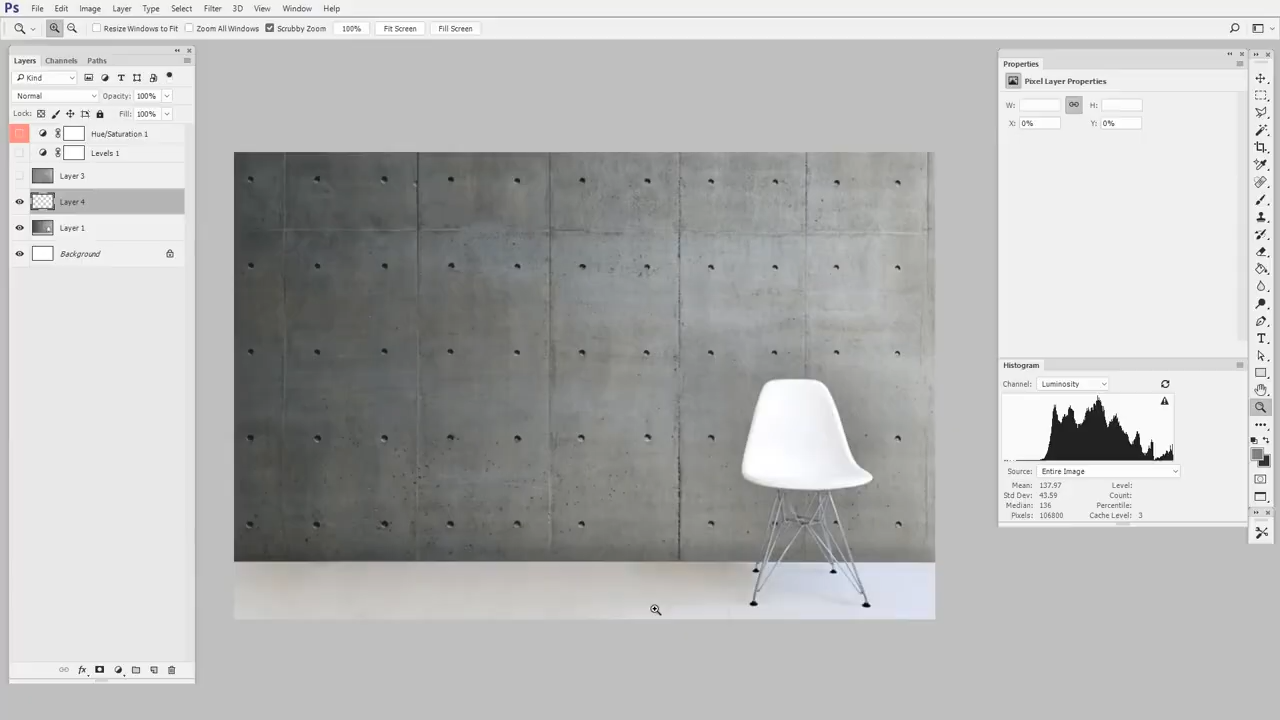 Ps File Edit Image Layer Type Select Filter 3D View Window Help
Resize Windows to Fit Zoom All Windows Scrubby Zoom 100% Fit Screen Fill Screen
Layers Channels Paths
Kind
Normal Opacity: 100%
Lock: Fill: 100%
Hue/Saturation 1
Levels 1
Layer 3
Layer 4
Layer 1
Background
fx
Properties
Pixel Layer Properties
W: H:
X: 0% Y: 0%
Histogram
Channel: Luminosity
Source: Entire Image
Mean: 137.97 Level:
Std Dev: 43.59 Count:
Median: 136 Percentile:
Pixels: 106800 Cache Level: 3